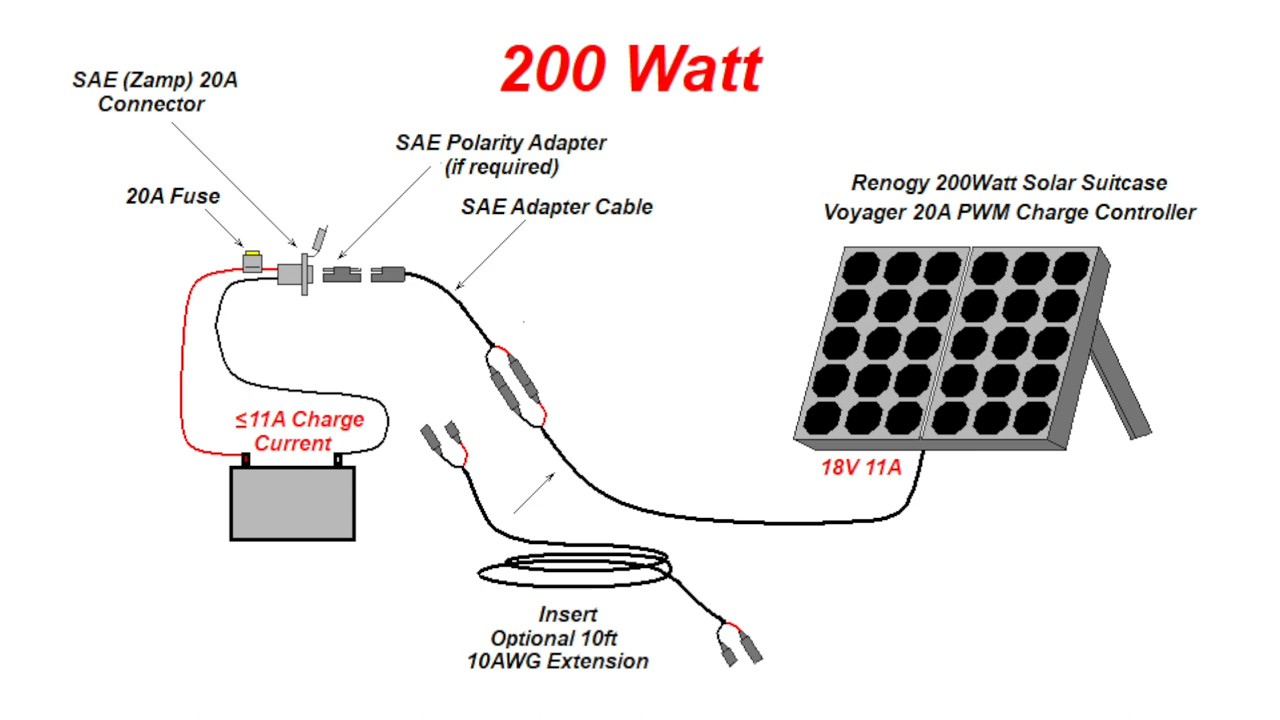 200 Watt
SAE (Zamp) 20A
Connector
SAE Polarity Adapter
(if required)
20A Fuse
SAE Adapter Cable
Renogy 200Watt Solar Suitcase
Voyager 20A PWM Charge Controller
≤11A Charge
Current
18V 11A
Insert
Optional 10ft
10AWG Extension